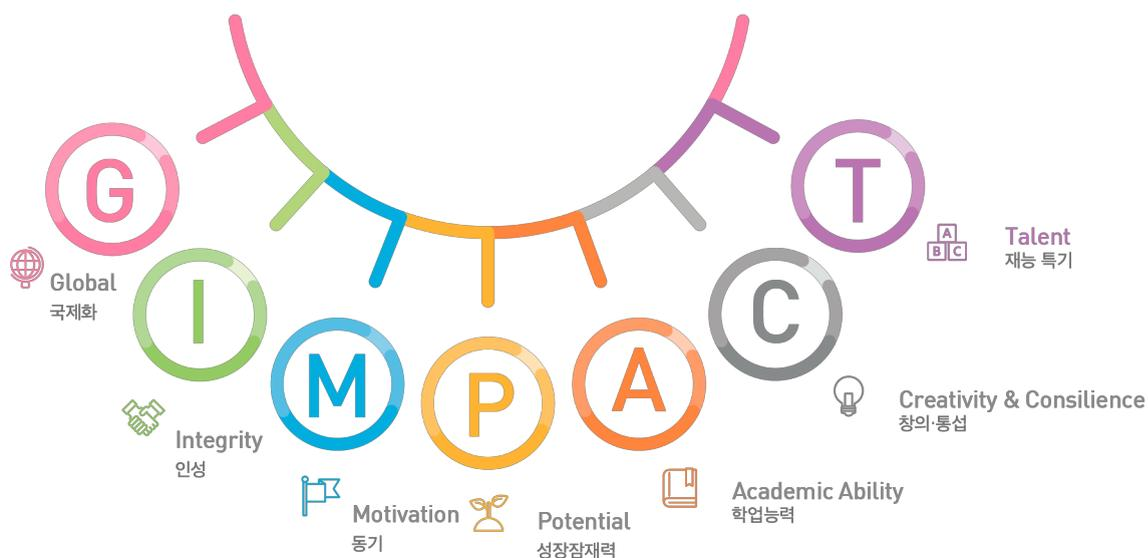 G
Global
국제화
I
Integrity
인성
M
Motivation
동기
P
Potential
성장잠재력
A
Academic Ability
학업능력
C
Creativity & Consilience
창의·통섭
T
A
B C
Talent
재능 특기